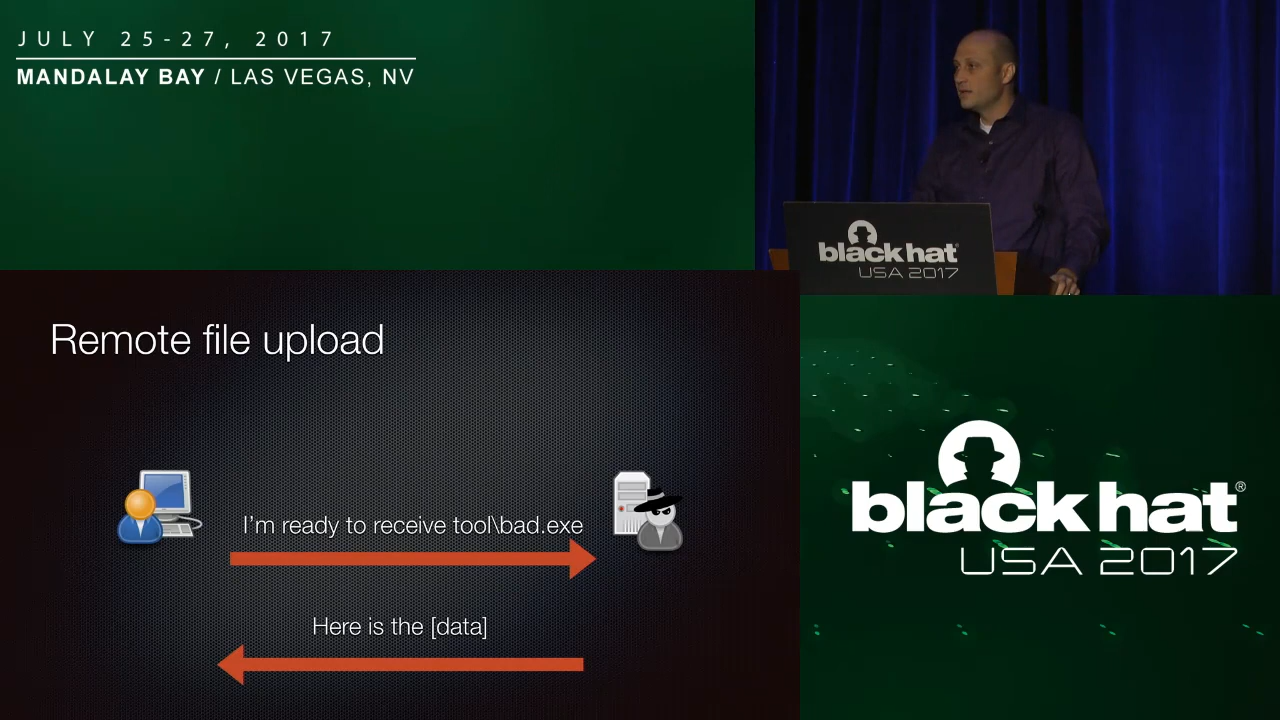 JULY 25-27, 2017
MANDALAY BAY / LAS VEGAS, NV
black hat®
USA 2017
Remote file upload
I'm ready to receive tool\bad.exe
Here is the [data]
black hat®
USA 2017